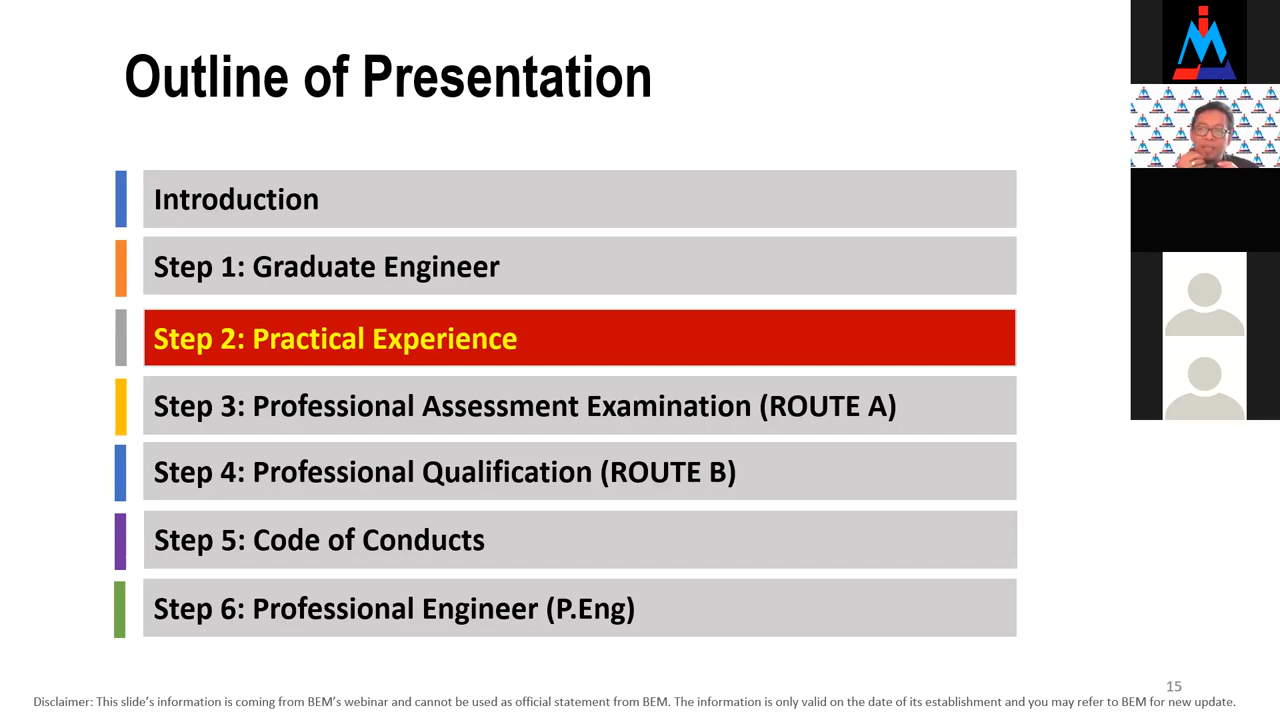 Outline of Presentation
Introduction
Step 1: Graduate Engineer
Step 2: Practical Experience
Step 3: Professional Assessment Examination (ROUTE A)
Step 4: Professional Qualification (ROUTE B)
Step 5: Code of Conducts
Step 6: Professional Engineer (P.Eng)
15
Disclaimer: This slide's information is coming from BEM's webinar and cannot be used as official statement from BEM. The information is only valid on the date of its establishment and you may refer to BEM for new update.